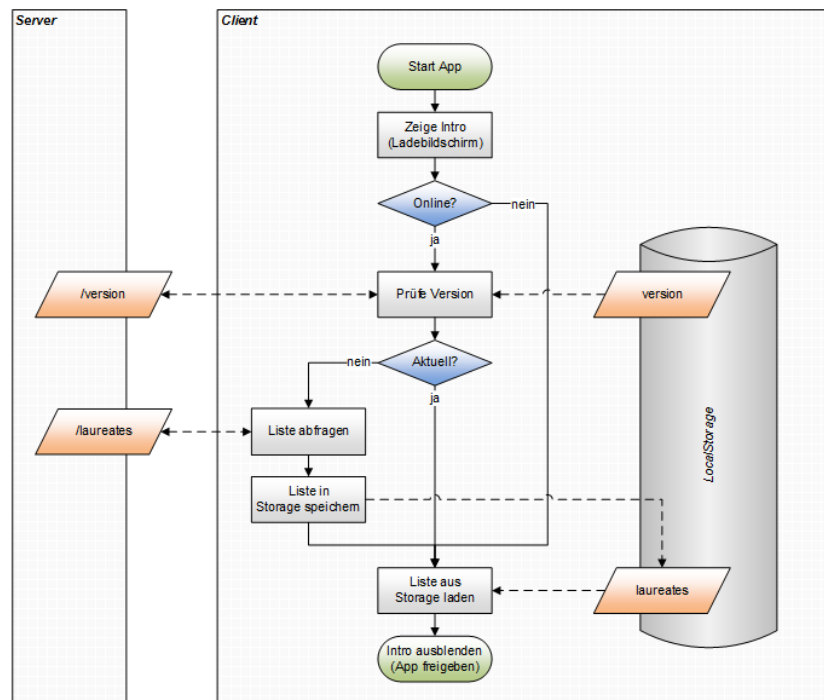 Server
Client
Start App
Zeige Intro
(Ladebildschirm)
Online?
nein
ja
/version
Prüfe Version
version
nein
Aktuell?
ja
/laureates
Liste abfragen
LocalStorage
Liste in
Storage speichern
Liste aus
Storage laden
laureates
Intro ausblenden
(App freigeben)